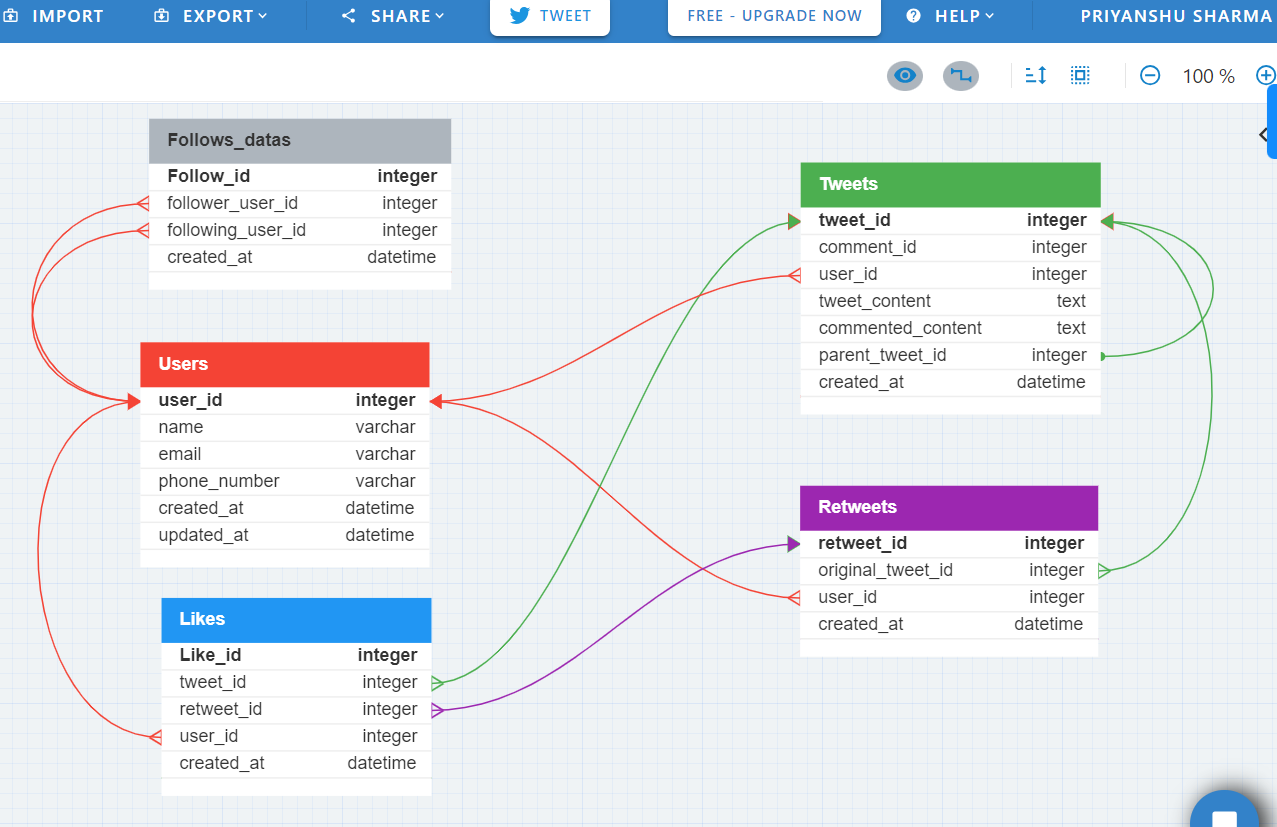 IMPORT EXPORT SHARE TWEET FREE - UPGRADE NOW HELP PRIYANSHU SHARMA
100 %
Follows_datas
Follow_id integer
follower_user_id integer
following_user_id integer
created_at datetime
Users
user_id integer
name varchar
email varchar
phone_number varchar
created_at datetime
updated_at datetime
Likes
Like_id integer
tweet_id integer
retweet_id integer
user_id integer
created_at datetime
Tweets
tweet_id integer
comment_id integer
user_id integer
tweet_content text
commented_content text
parent_tweet_id integer
created_at datetime
Retweets
retweet_id integer
original_tweet_id integer
user_id integer
created_at datetime